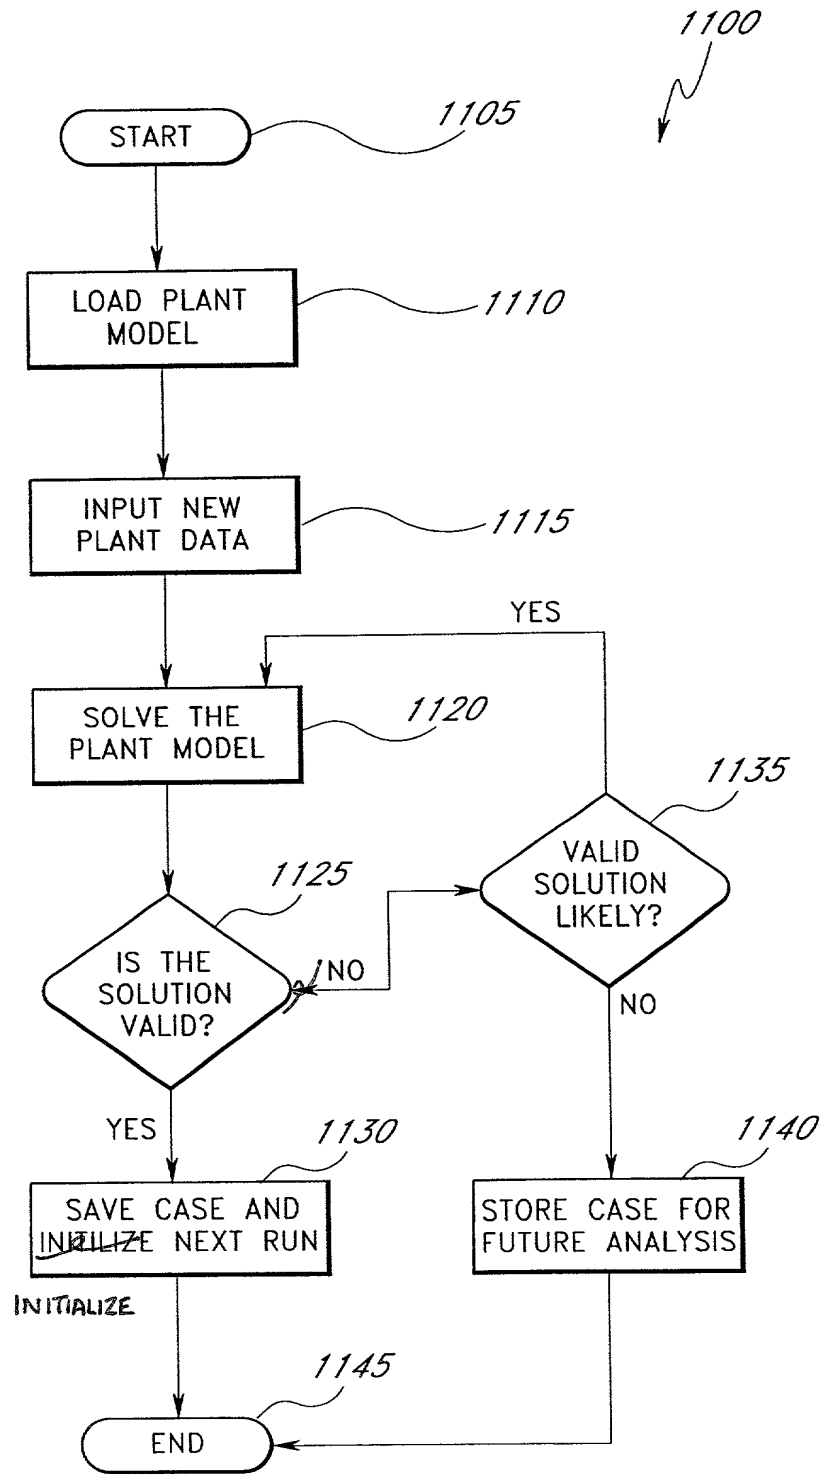 1100
START
1105
LOAD PLANT
MODEL
1110
INPUT NEW
PLANT DATA
1115
YES
SOLVE THE
PLANT MODEL
1120
1135
VALID
SOLUTION
LIKELY?
1125
IS THE
SOLUTION
VALID?
NO
NO
YES
1130
1140
SAVE CASE AND
INITILIZE NEXT RUN
INITIALIZE
STORE CASE FOR
FUTURE ANALYSIS
1145
END